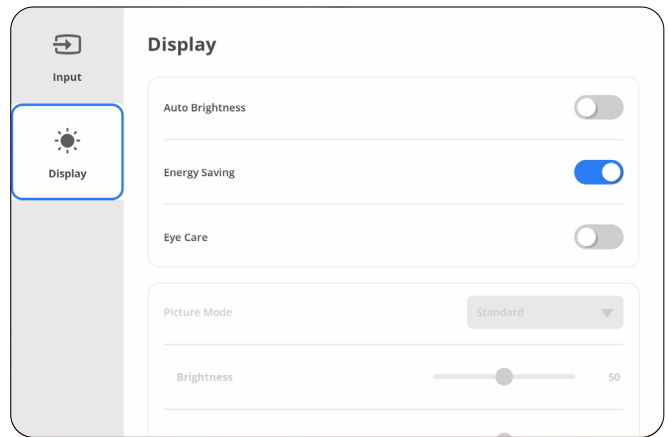 Input
Display
Display
Auto Brightness
Energy Saving
Eye Care
Picture Mode
Standard
Brightness
50